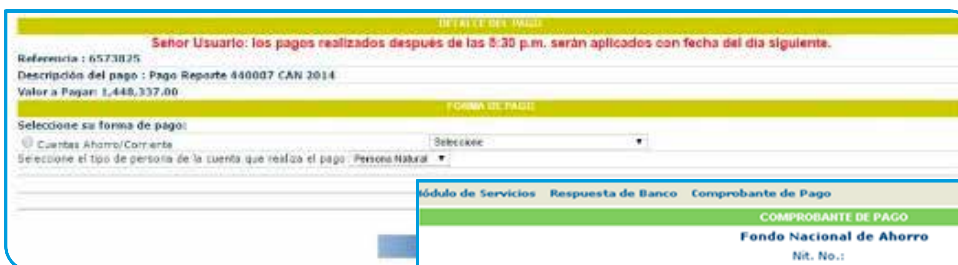 DETALLE DEL PAGO
Señor Usuario: los pagos realizados después de las 8:30 p.m. serán aplicados con fecha del día siguiente.
Referencia : 6573825
Descripción del pago : Pago Reporte 440007 CAN 2014
Valor a Pagar: 1,448,337.00
FORMA DE PAGO
Seleccione su forma de pago:
Cuentas Ahorro/Corriente Seleccione
Seleccione el tipo de persona de la cuenta que realiza el pago: Persona Natural
Módulo de Servicios Respuesta de Banco Comprobante de Pago
COMPROBANTE DE PAGO
Fondo Nacional de Ahorro
Nit. No.: